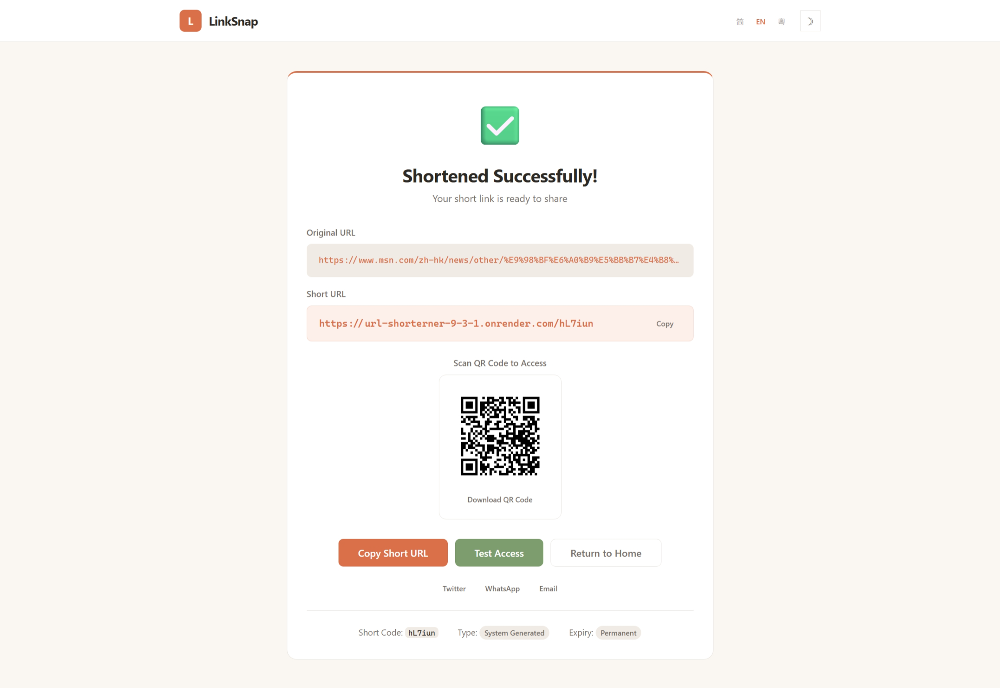 L LinkSnap 简 EN 粵
Shortened Successfully!
Your short link is ready to share
Original URL
https://www.msn.com/zh-hk/news/other/%E9%98%BF%E6%A0%B9%E5%BB%B7%E4%B8%…
Short URL
https://url-shorterner-9-3-1.onrender.com/hL7iun Copy
Scan QR Code to Access
Download QR Code
Copy Short URL Test Access Return to Home
Twitter WhatsApp Email
Short Code: hL7iun Type: System Generated Expiry: Permanent